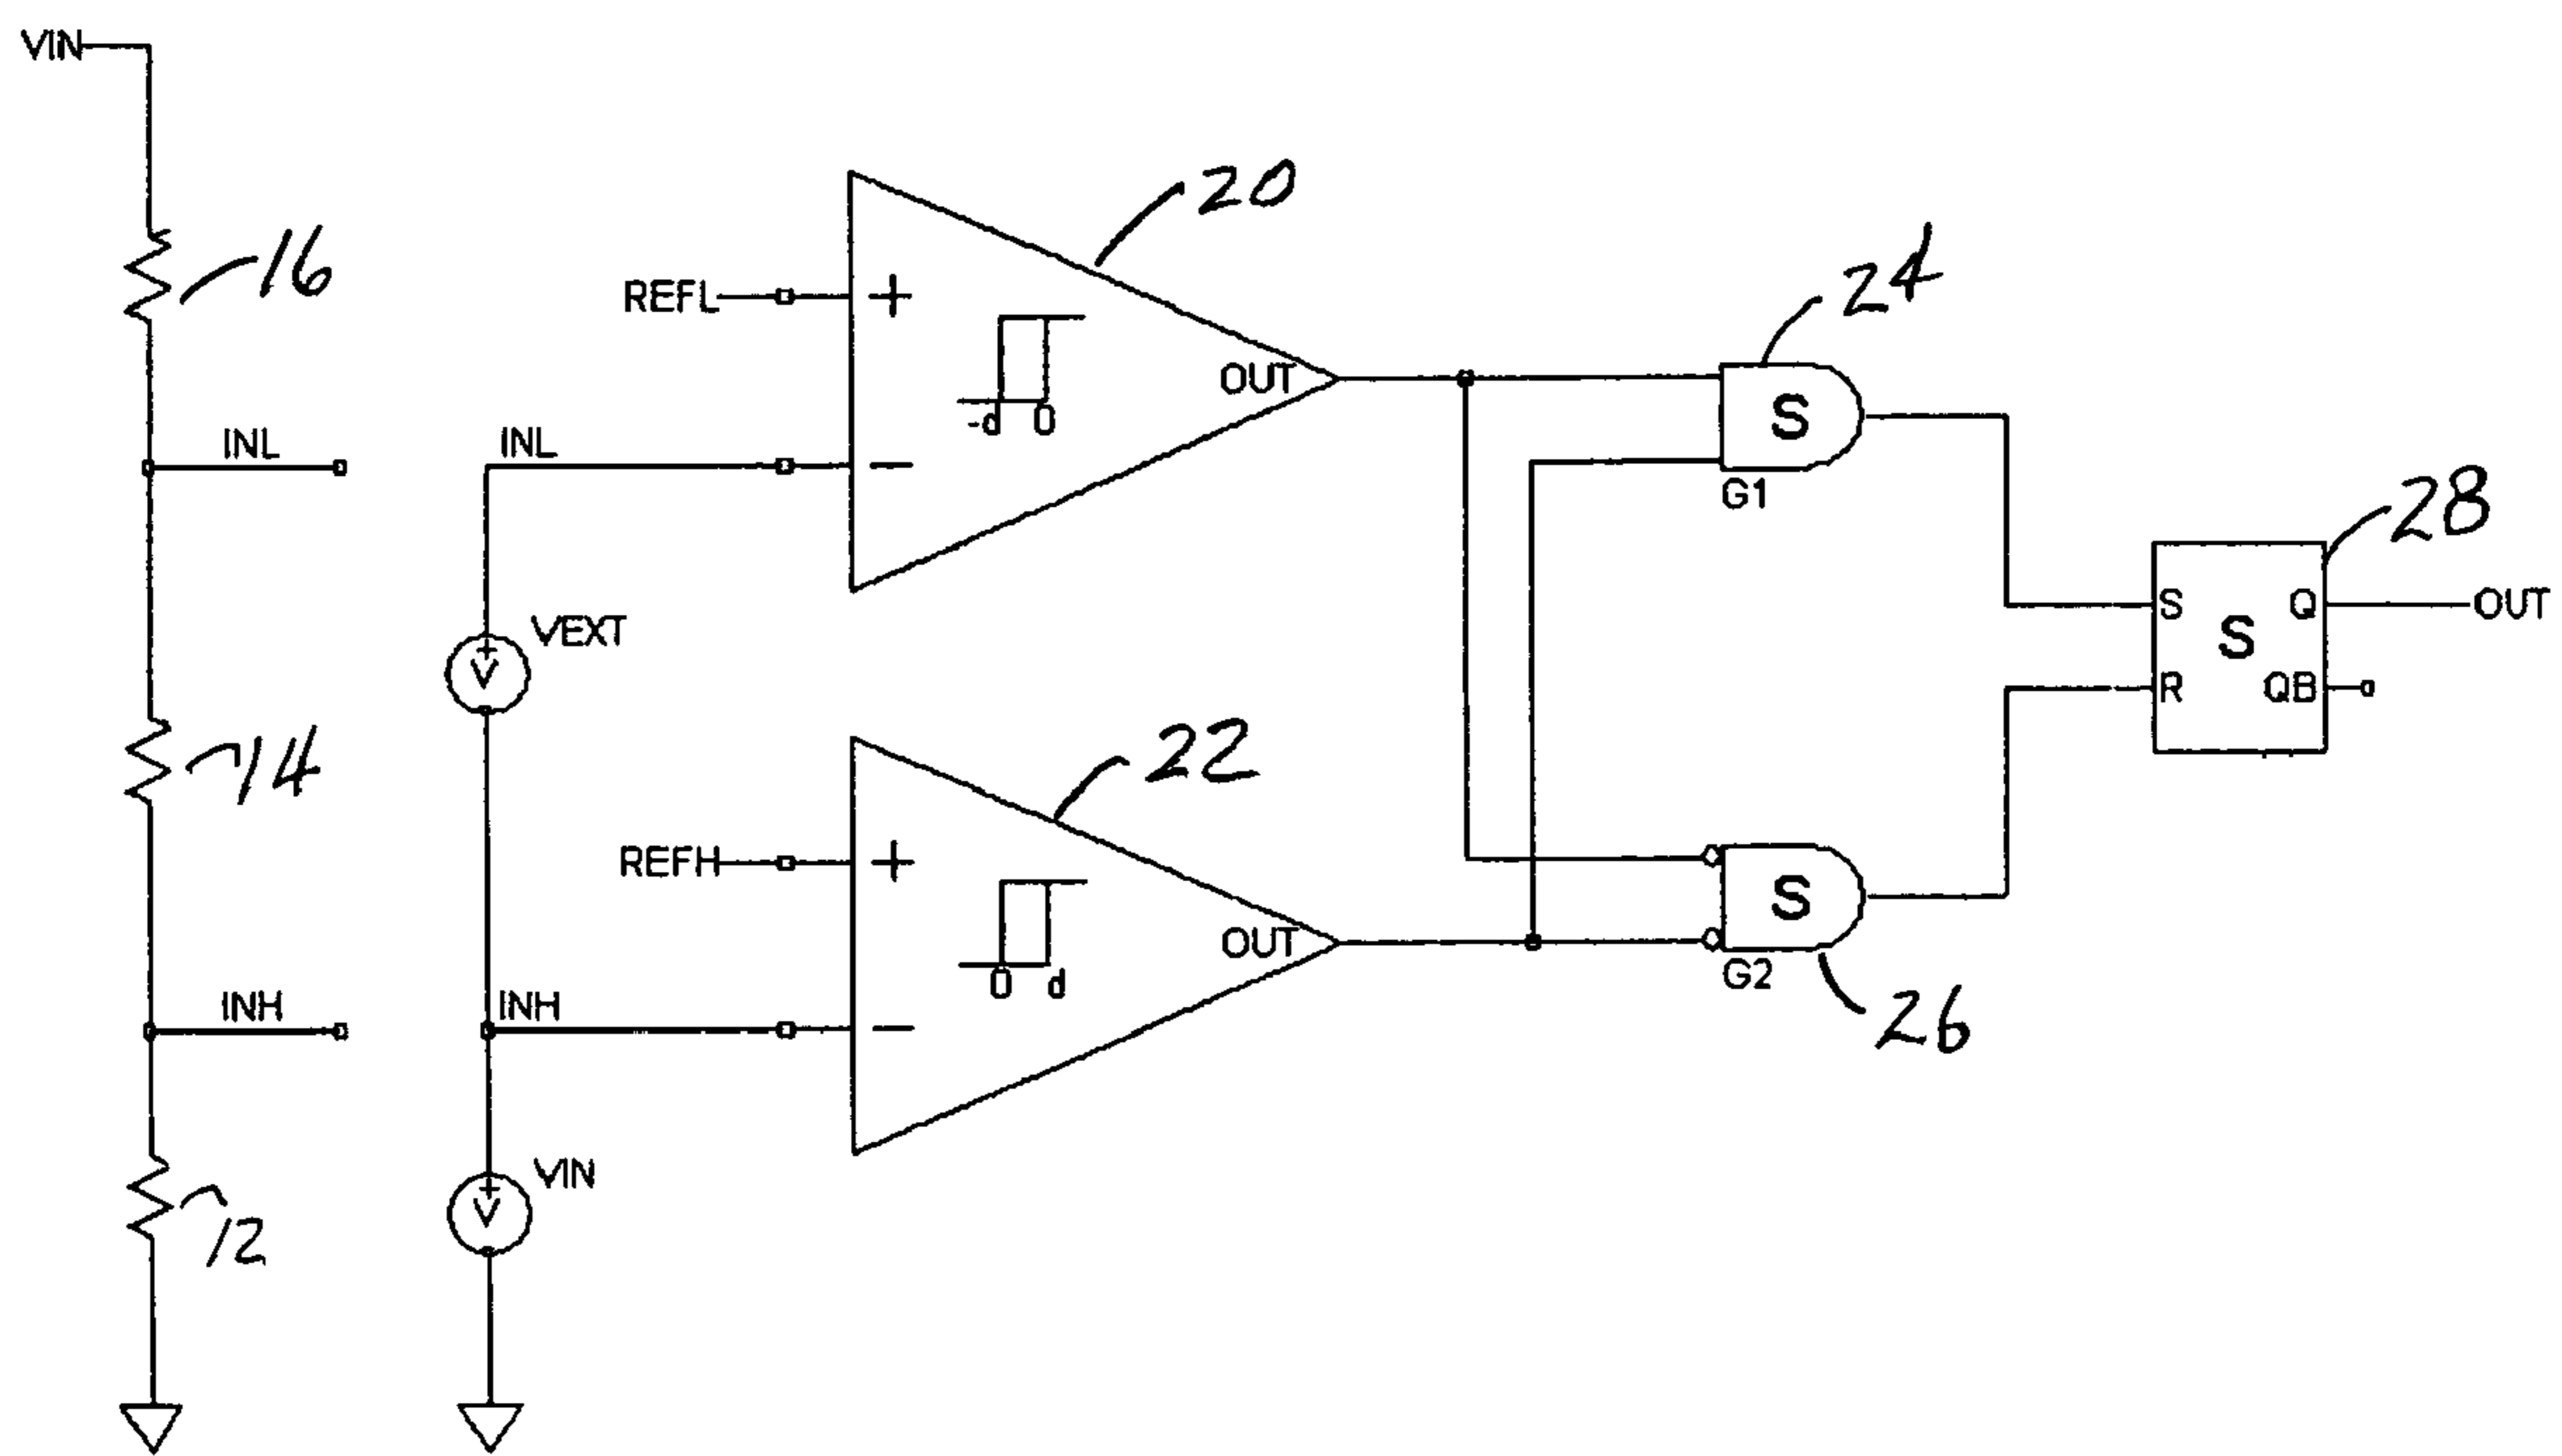 VIN
16
INL
14
INH
12
INL
VEXT
INH
VIN
REFL
+
−
-d 0
OUT
20
REFH
+
−
0 d
OUT
22
24
S
G1
S
G2
26
28
S
R
S
Q
QB
OUT
+
V
+
V